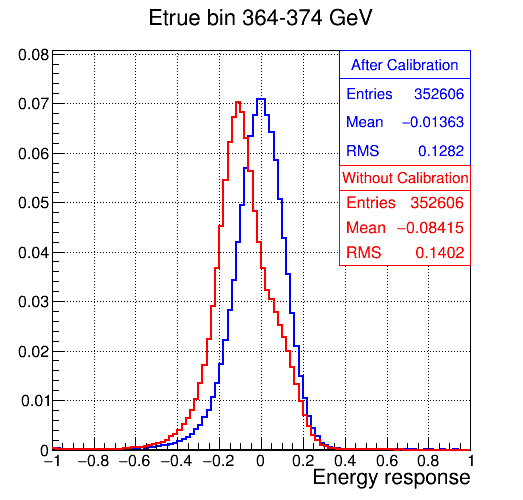 Etrue bin 364-374 GeV
0.08
0.07
0.06
0.05
0.04
0.03
0.02
0.01
0
After Calibration
Entries 352606
Mean −0.01363
RMS 0.1282
Without Calibration
Entries 352606
Mean −0.08415
RMS 0.1402
−1 −0.8 −0.6 −0.4 −0.2 0 0.2 0.4 0.6 0.8 1
Energy response